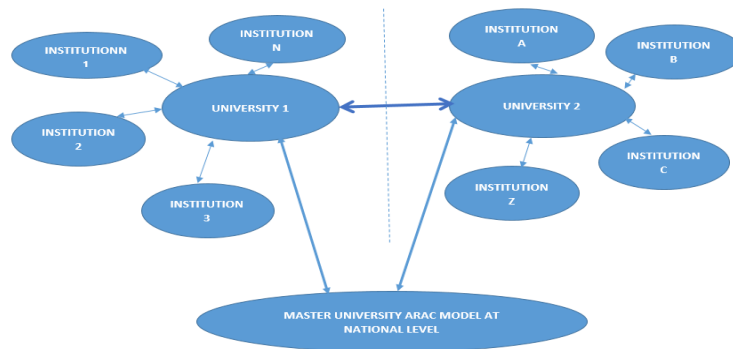 INSTITUTIONN
1
INSTITUTION
N
INSTITUTION
A
INSTITUTION
B
UNIVERSITY 1
UNIVERSITY 2
INSTITUTION
2
INSTITUTION
C
INSTITUTION
3
INSTITUTION
Z
MASTER UNIVERSITY ARAC MODEL AT
NATIONAL LEVEL